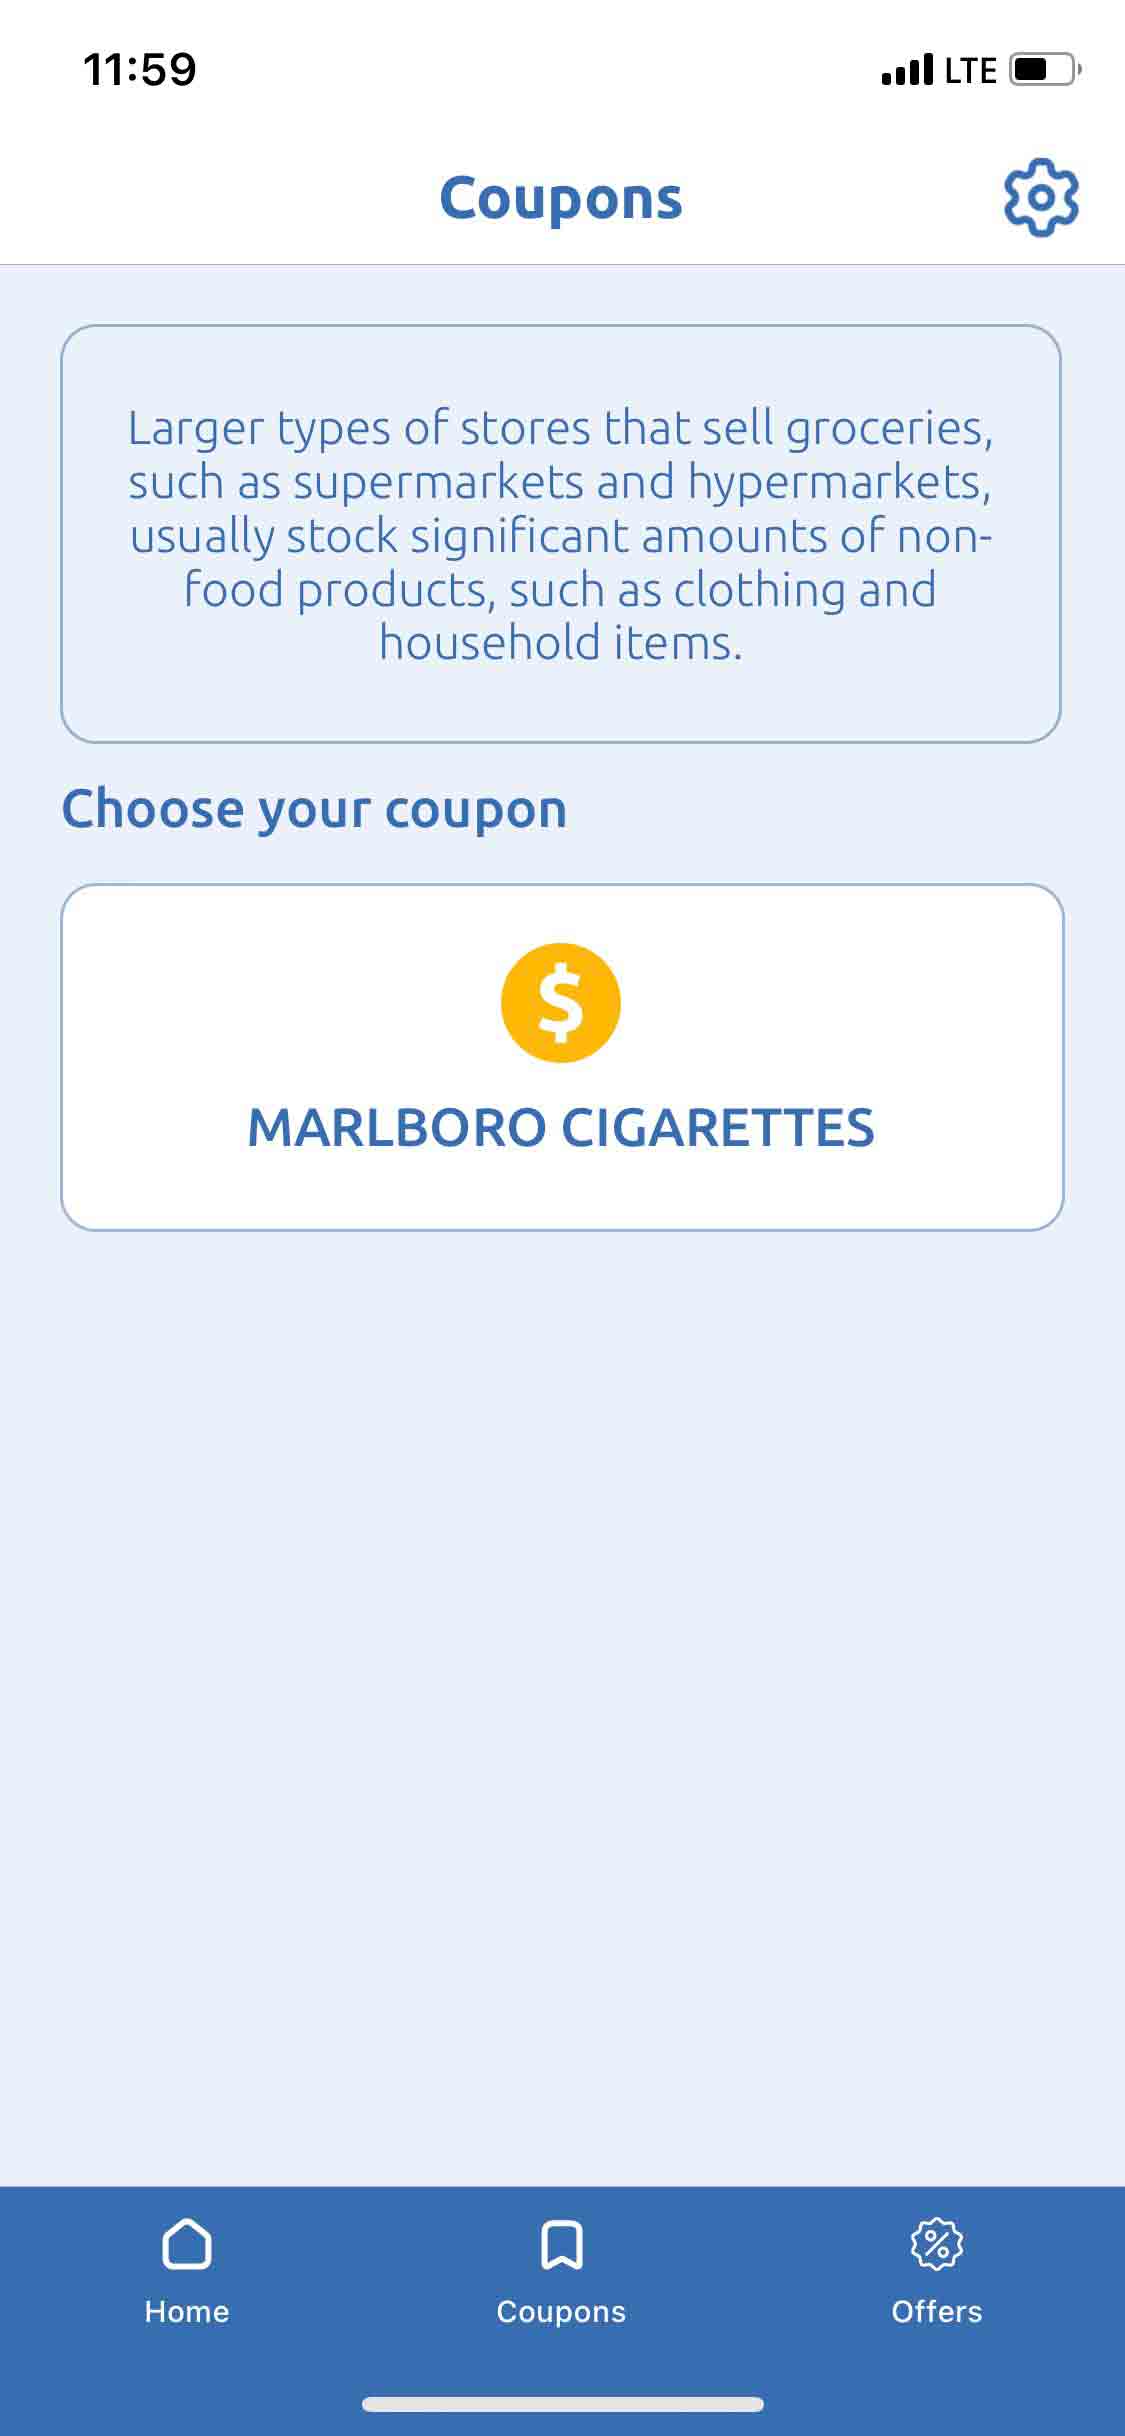 11:59
LTE
Coupons
Larger types of stores that sell groceries,
such as supermarkets and hypermarkets,
usually stock significant amounts of non-
food products, such as clothing and
household items.
Choose your coupon
$
MARLBORO CIGARETTES
%
Home
Coupons
Offers